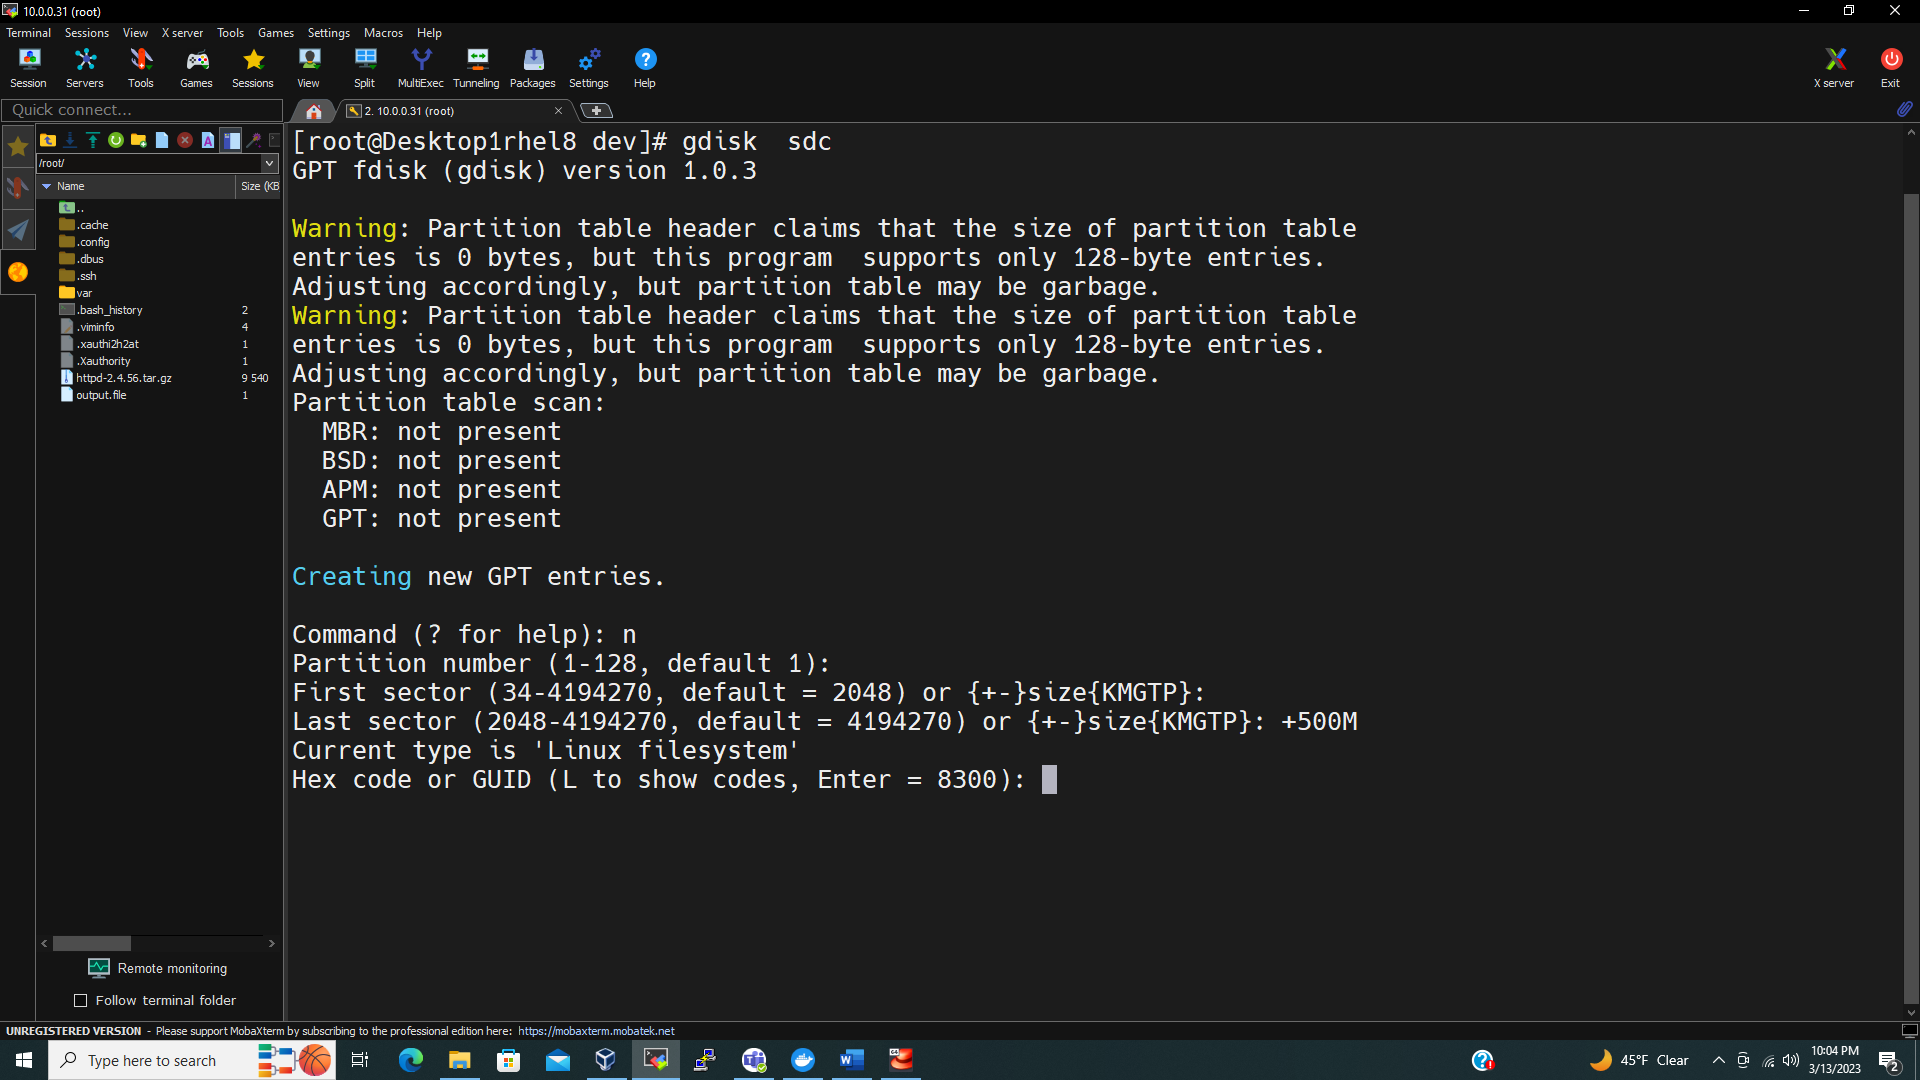 10.0.0.31 (root)
Terminal Sessions View X server Tools Games Settings Macros Help
Session Servers Tools Games Sessions View Split MultiExec Tunneling Packages Settings Help X server Exit
Quick connect...
2. 10.0.0.31 (root)
/root/
Name Size (KB
..
.cache
.config
.dbus
.ssh
var
.bash_history 2
.viminfo 4
.xauthi2h2at 1
.Xauthority 1
httpd-2.4.56.tar.gz 9 540
output.file 1
Remote monitoring
Follow terminal folder
[root@Desktop1rhel8 dev]# gdisk  sdc
GPT fdisk (gdisk) version 1.0.3
Warning: Partition table header claims that the size of partition table
entries is 0 bytes, but this program  supports only 128-byte entries.
Adjusting accordingly, but partition table may be garbage.
Warning: Partition table header claims that the size of partition table
entries is 0 bytes, but this program  supports only 128-byte entries.
Adjusting accordingly, but partition table may be garbage.
Partition table scan:
  MBR: not present
  BSD: not present
  APM: not present
  GPT: not present
Creating new GPT entries.
Command (? for help): n
Partition number (1-128, default 1):
First sector (34-4194270, default = 2048) or {+-}size{KMGTP}:
Last sector (2048-4194270, default = 4194270) or {+-}size{KMGTP}: +500M
Current type is 'Linux filesystem'
Hex code or GUID (L to show codes, Enter = 8300):
UNREGISTERED VERSION - Please support MobaXterm by subscribing to the professional edition here: https://mobaxterm.mobatek.net
Type here to search
45°F Clear
10:04 PM
3/13/2023
2